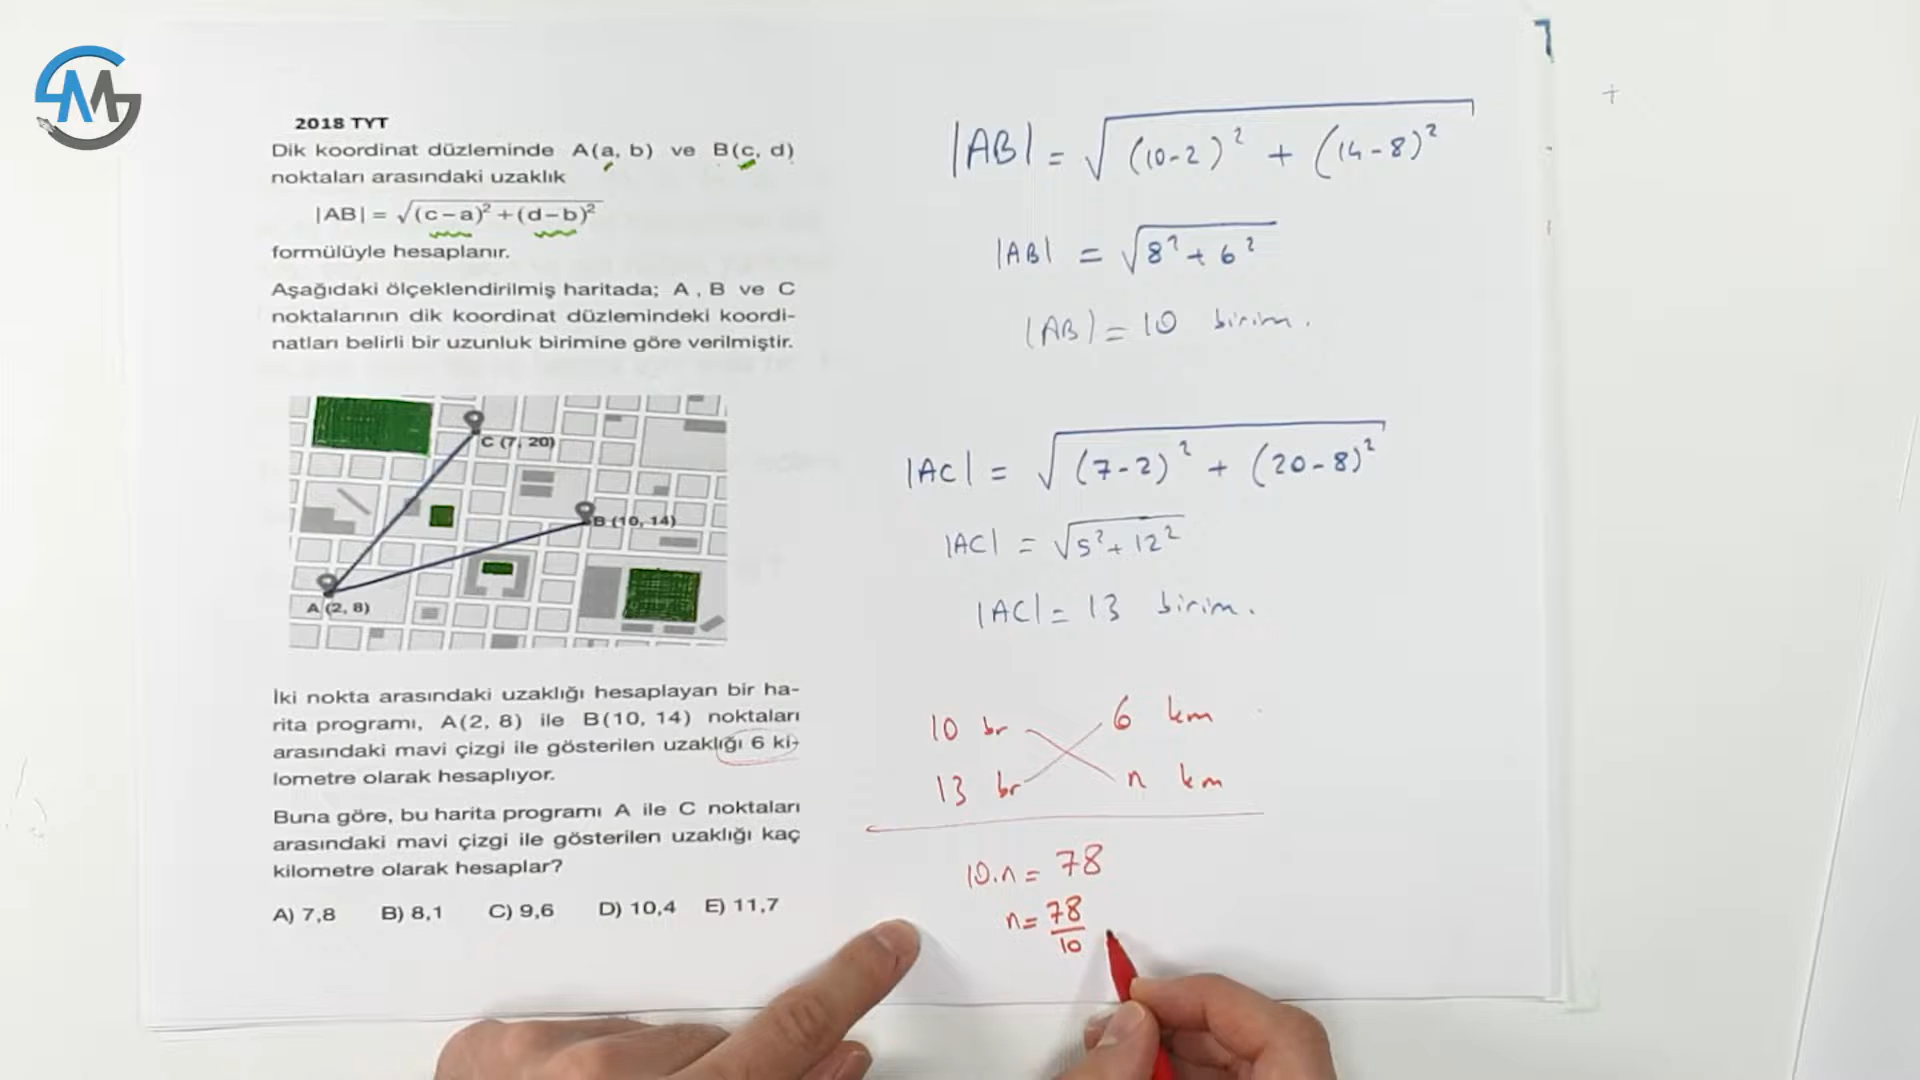 2018 TYT
Dik koordinat düzleminde A(a, b) ve B(c, d)
noktaları arasındaki uzaklık
|AB| = √(c−a)² + (d−b)²
formülüyle hesaplanır.
Aşağıdaki ölçeklendirilmiş haritada; A , B ve C
noktalarının dik koordinat düzlemindeki koordi-
natları belirli bir uzunluk birimine göre verilmiştir.
C (7, 20)
B (10, 14)
A (2, 8)
İki nokta arasındaki uzaklığı hesaplayan bir ha-
rita programı, A(2, 8) ile B(10, 14) noktaları
arasındaki mavi çizgi ile gösterilen uzaklığı 6 ki-
lometre olarak hesaplıyor.
Buna göre, bu harita programı A ile C noktaları
arasındaki mavi çizgi ile gösterilen uzaklığı kaç
kilometre olarak hesaplar?
A) 7,8 B) 8,1 C) 9,6 D) 10,4 E) 11,7
|AB| = √(10-2)² + (14-8)²
|AB| = √8² + 6²
|AB| = 10 birim.
|AC| = √(7-2)² + (20-8)²
|AC| = √5² + 12²
|AC| = 13 birim.
10 br 6 km
13 br n km
10.n = 78
n = 78/10